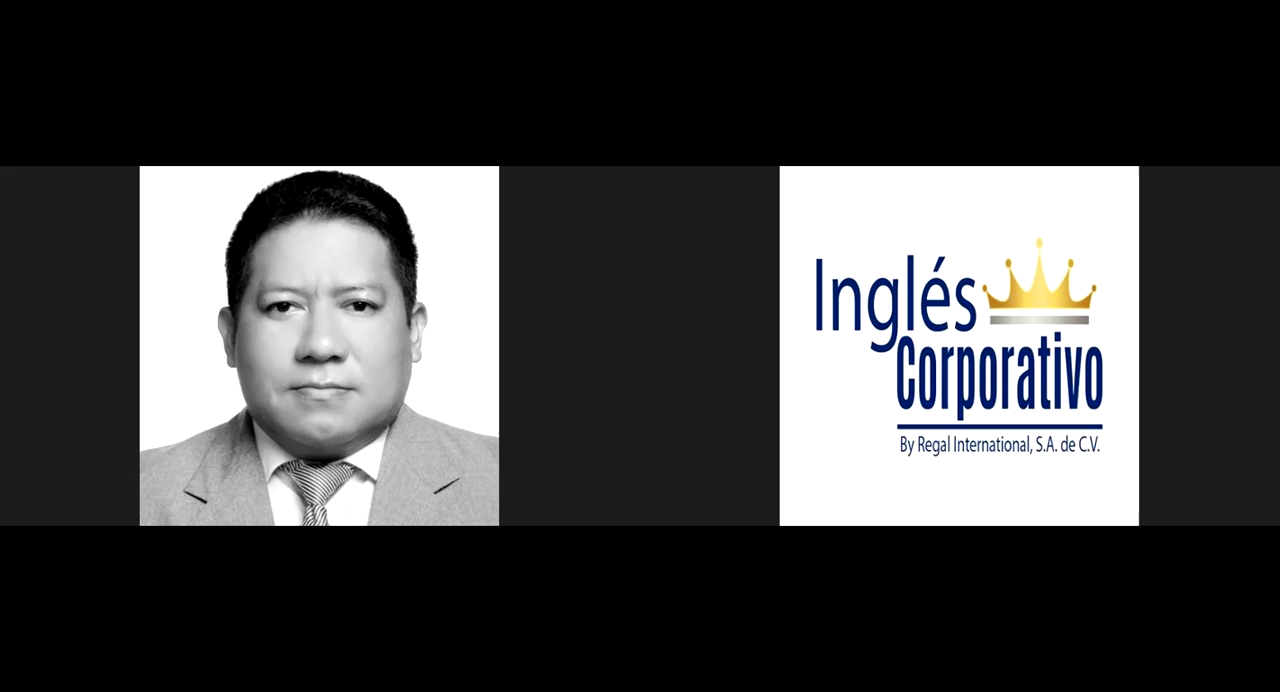 Inglés
Corporativo
By Regal International, S.A. de C.V.